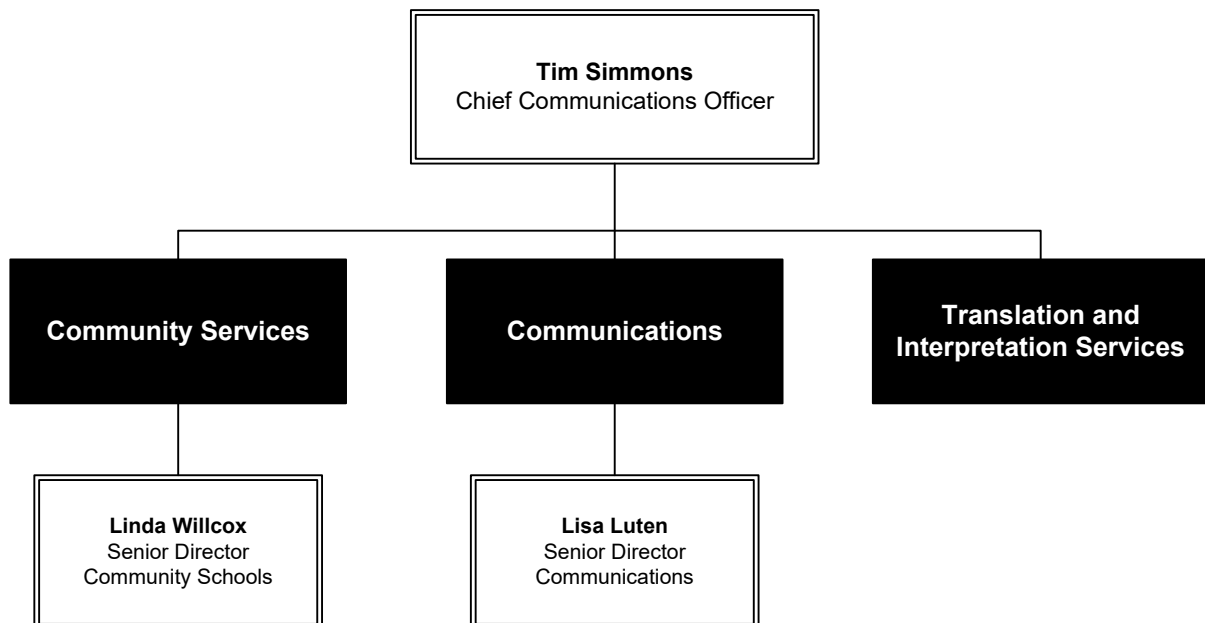 Tim Simmons
Chief Communications Officer
Community Services
Communications
Translation and
Interpretation Services
Linda Willcox
Senior Director
Community Schools
Lisa Luten
Senior Director
Communications